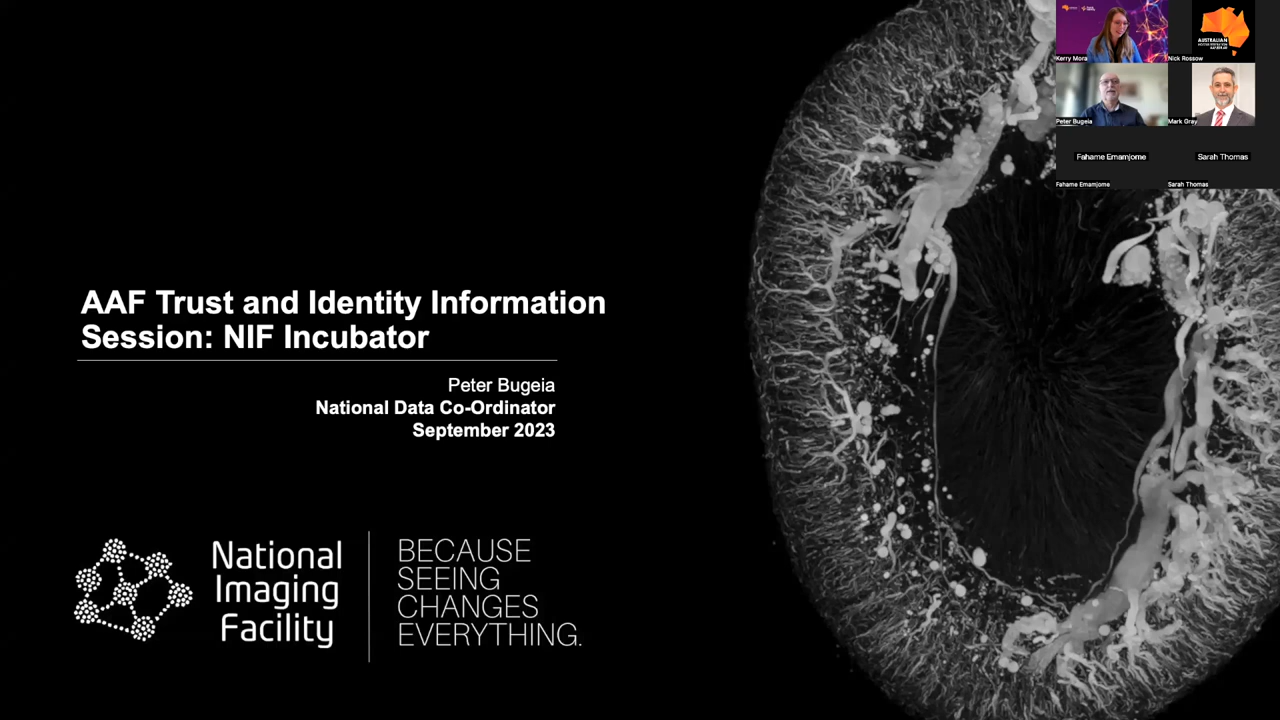 AAF Trust and Identity Information
Session: NIF Incubator
Peter Bugeia
National Data Co-Ordinator
September 2023
National
Imaging
Facility
BECAUSE
SEEING
CHANGES
EVERYTHING.
Kerry Mora
AUSTRALIAN
Nick Rossow
Peter Bugeia
Mark Gray
Fahame Emamjome
Sarah Thomas
Fahame Emamjome
Sarah Thomas